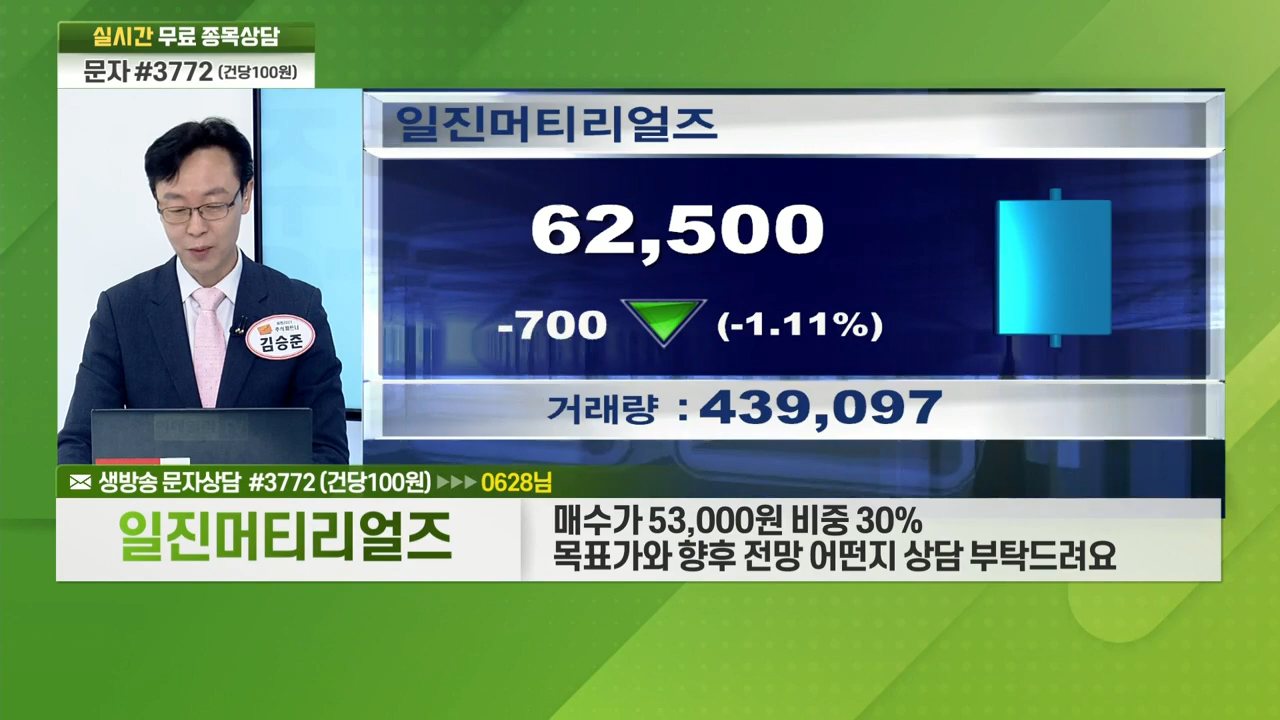 실시간 무료 종목상담
문자 #3772 (건당100원)
일진머티리얼즈
62,500
-700 (-1.11%)
거래량 : 439,097
김승준
생방송 문자상담 #3772 (건당100원) ▶▶▶ 0628님
일진머티리얼즈
매수가 53,000원 비중 30%
목표가와 향후 전망 어떤지 상담 부탁드려요